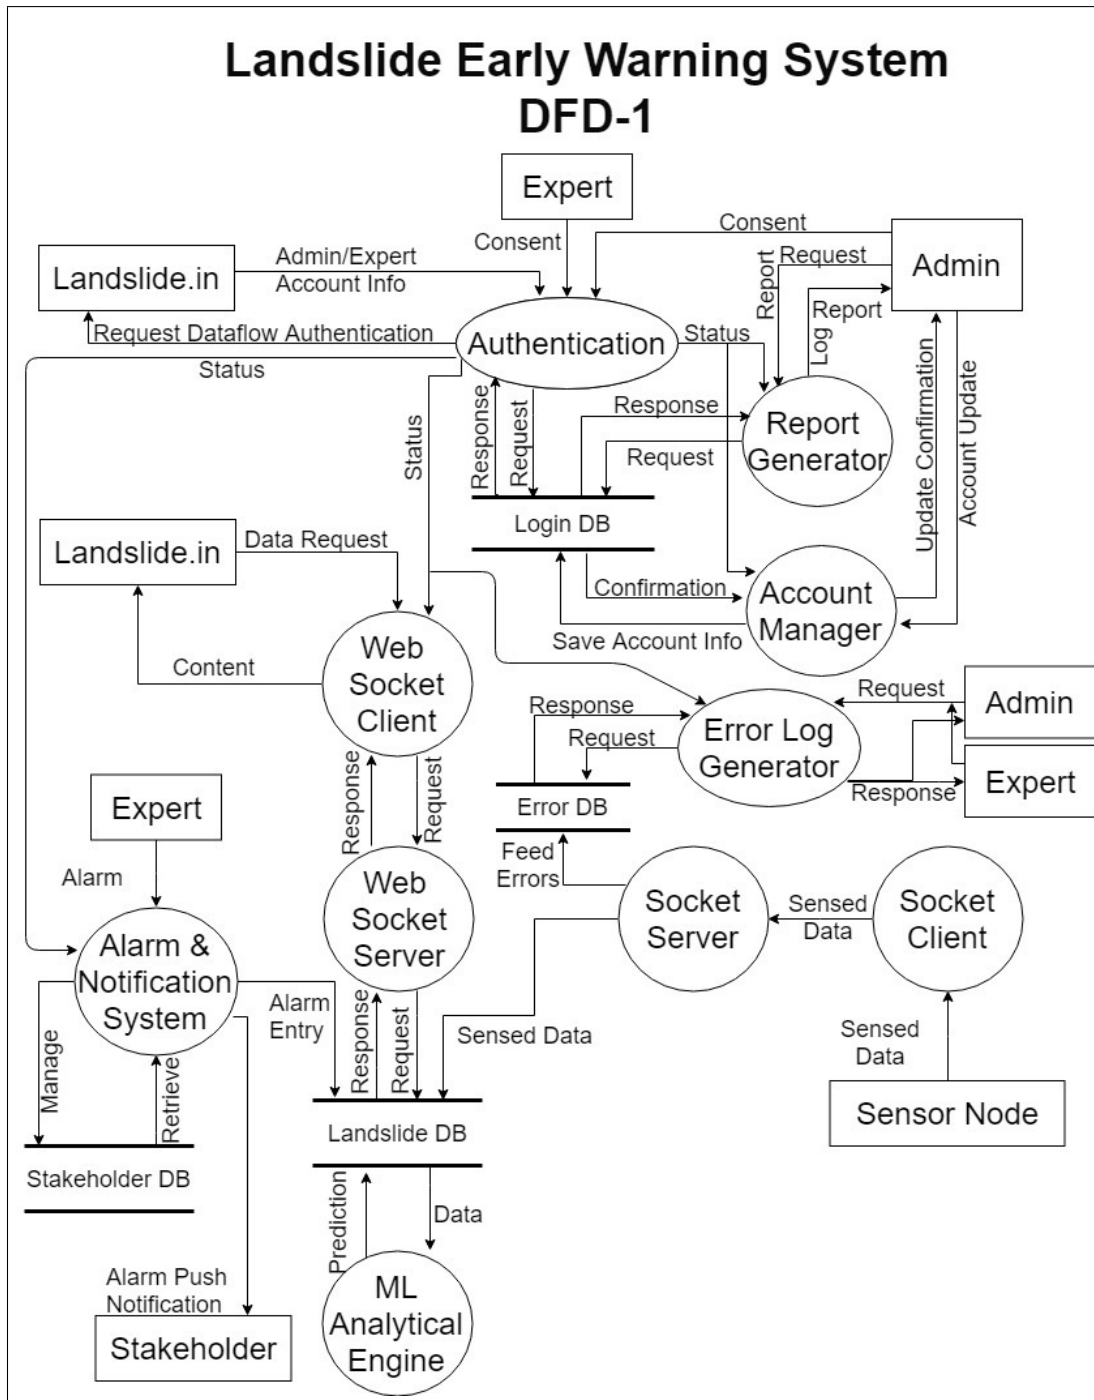 Landslide Early Warning System
DFD-1
Expert
Consent
Consent
Landslide.in
Admin/Expert
Account Info
Request
Report
Admin
Report
Log
Request Dataflow Authentication
Authentication
Status
Status
Status
Response
Request
Response
Request
Report
Generator
Update Confirmation
Account Update
Login DB
Landslide.in
Data Request
Confirmation
Account
Manager
Save Account Info
Content
Web
Socket
Client
Request
Admin
Response
Request
Error Log
Generator
Expert
Response
Error DB
Expert
Response
Request
Alarm
Feed
Errors
Web
Socket
Server
Socket
Server
Sensed
Data
Socket
Client
Alarm &
Notification
System
Alarm
Entry
Response
Request
Sensed Data
Sensed
Data
Manage
Retrieve
Sensor Node
Landslide DB
Stakeholder DB
Prediction
Data
Alarm Push
Notification
Stakeholder
ML
Analytical
Engine